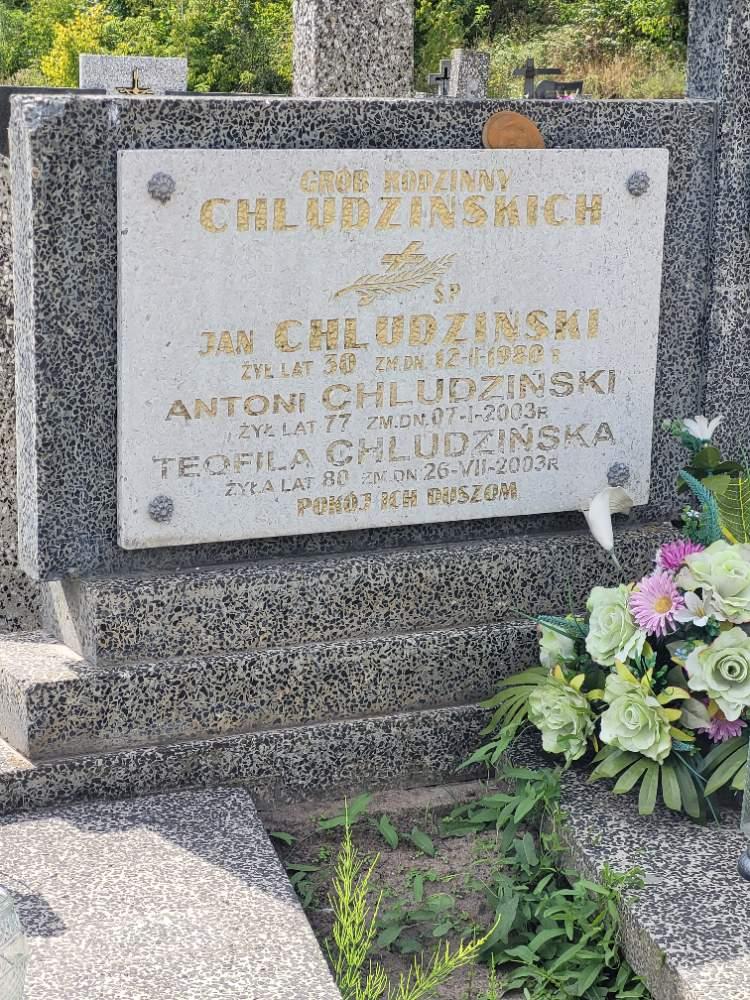 GRÓB RODZINNY
CHLUDZIŃSKICH
Ś.P.
JAN CHLUDZIŃSKI
ŻYŁ LAT 30 ZM.DN. 12-II-1980 R
ANTONI CHLUDZIŃSKI
ŻYŁ LAT 77 ZM.DN. 07-I-2003R
TEOFILA CHLUDZIŃSKA
ŻYŁA LAT 80 ZM.DN 26-VII-2003R
POKÓJ ICH DUSZOM